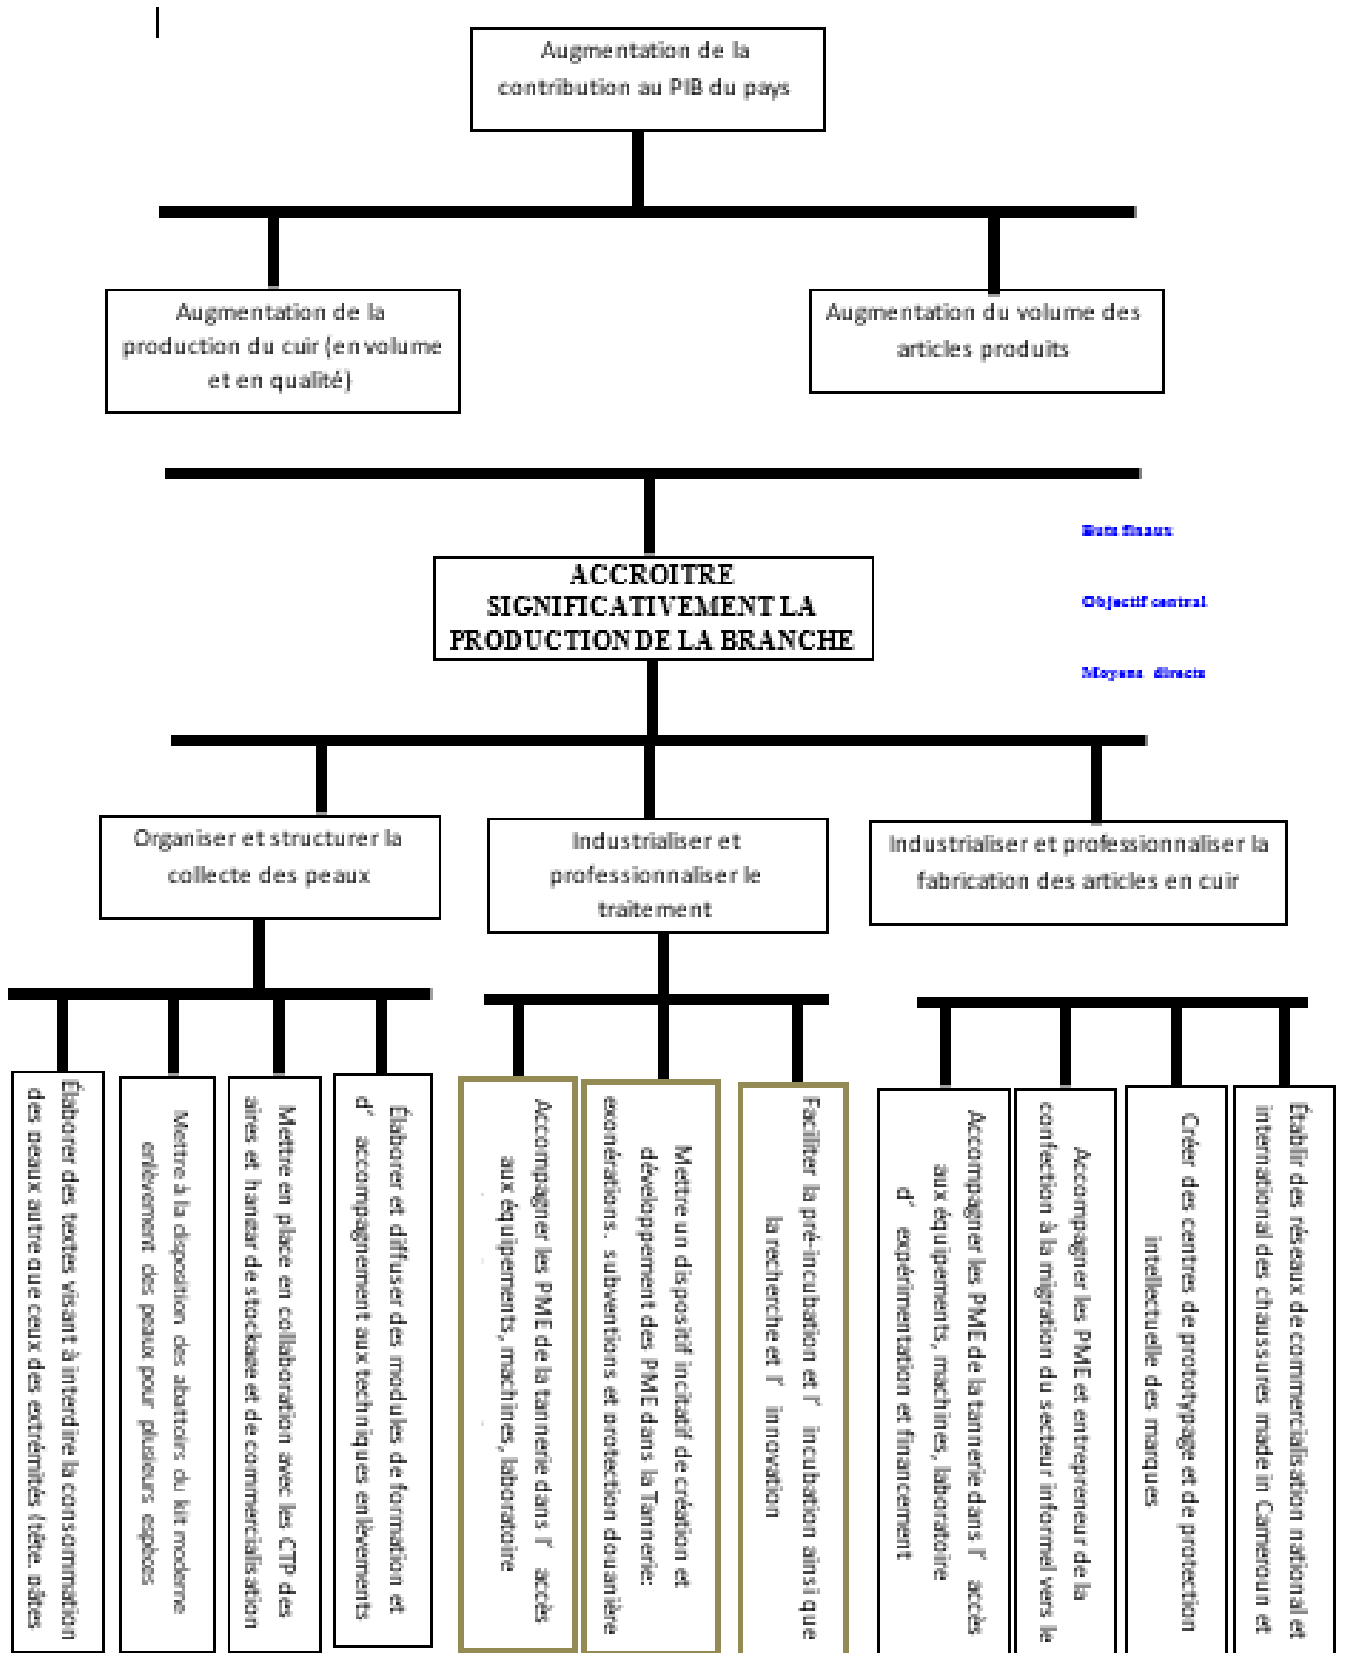 Augmentation de la
contribution au PIB du pays
Augmentation de la
production du cuir (en volume
et en qualité)
Augmentation du volume des
articles produits
Buts finaux
ACCROITRE
SIGNIFICATIVEMENT LA
PRODUCTION DE LA BRANCHE
Objectif central
Moyens directs
Organiser et structurer la
collecte des peaux
Industrialiser et
professionnaliser le
traitement
Industrialiser et professionnaliser la
fabrication des articles en cuir
Élaborer des textes visant à interdire la consommation
des peaux autre que ceux des extrémités (tête, pâtes
Mettre à la disposition des abattoirs du kit moderne
enlèvement des peaux pour plusieurs espèces
Mettre en place en collaboration avec les CTP des
aires et hangar de stockage et de commercialisation
Élaborer et diffuser des modules de formation et
d’ accompagnement aux techniques enlèvements
Accompagner les PME de la tannerie dans l’ accès
aux équipements, machines, laboratoire
Mettre un dispositif incitatif de création et
développement des PME dans la Tannerie:
exonérations, subventions et protection douanière
Faciliter la pré-incubation et l’ incubation ainsi que
la recherche et l’ innovation
Accompagner les PME de la tannerie dans l’ accès
aux équipements, machines, laboratoire
d’ expérimentation et financement
Accompagner les PME et entrepreneur de la
confection à la migration du secteur informel vers le
Créer des centres de prototypage et de protection
intellectuelle des marques
Établir des réseaux de commercialisation national et
international des chaussures made in Cameroun et